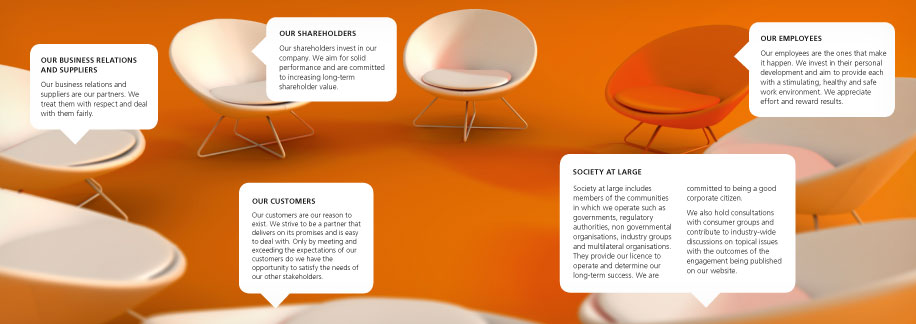 OUR BUSINESS RELATIONS
AND SUPPLIERS
Our business relations and
suppliers are our partners. We
treat them with respect and deal
with them fairly.
OUR SHAREHOLDERS
Our shareholders invest in our
company. We aim for solid
performance and are committed
to increasing long-term
shareholder value.
OUR EMPLOYEES
Our employees are the ones that make
it happen. We invest in their personal
development and aim to provide each
with a stimulating, healthy and safe
work environment. We appreciate
effort and reward results.
OUR CUSTOMERS
Our customers are our reason to
exist. We strive to be a partner that
delivers on its promises and is easy
to deal with. Only by meeting and
exceeding the expectations of our
customers do we have the
opportunity to satisfy the needs of
our other stakeholders.
SOCIETY AT LARGE
Society at large includes
members of the communities
in which we operate such as
governments, regulatory
authorities, non governmental
organisations, industry groups
and multilateral organisations.
They provide our licence to
operate and determine our
long-term success. We are
committed to being a good
corporate citizen.
We also hold consultations
with consumer groups and
contribute to industry-wide
discussions on topical issues
with the outcomes of the
engagement being published
on our website.